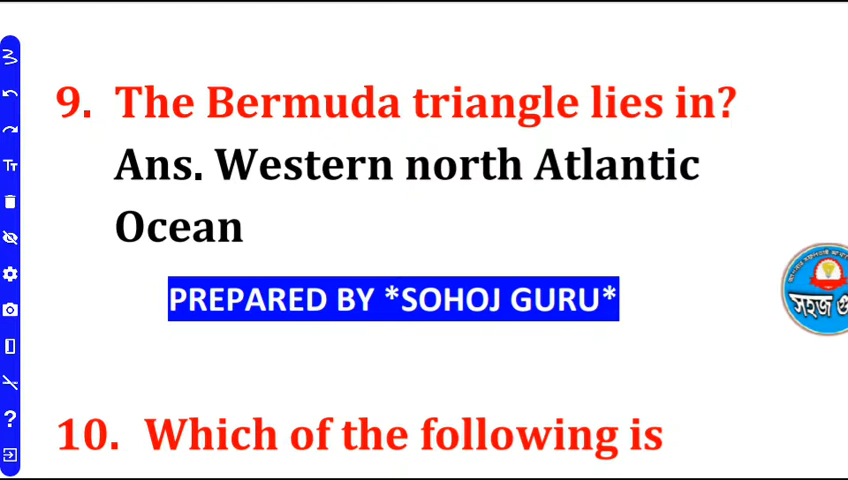 9. The Bermuda triangle lies in?
Ans. Western north Atlantic
Ocean
PREPARED BY *SOHOJ GURU*
সহজ গু
10. Which of the following is